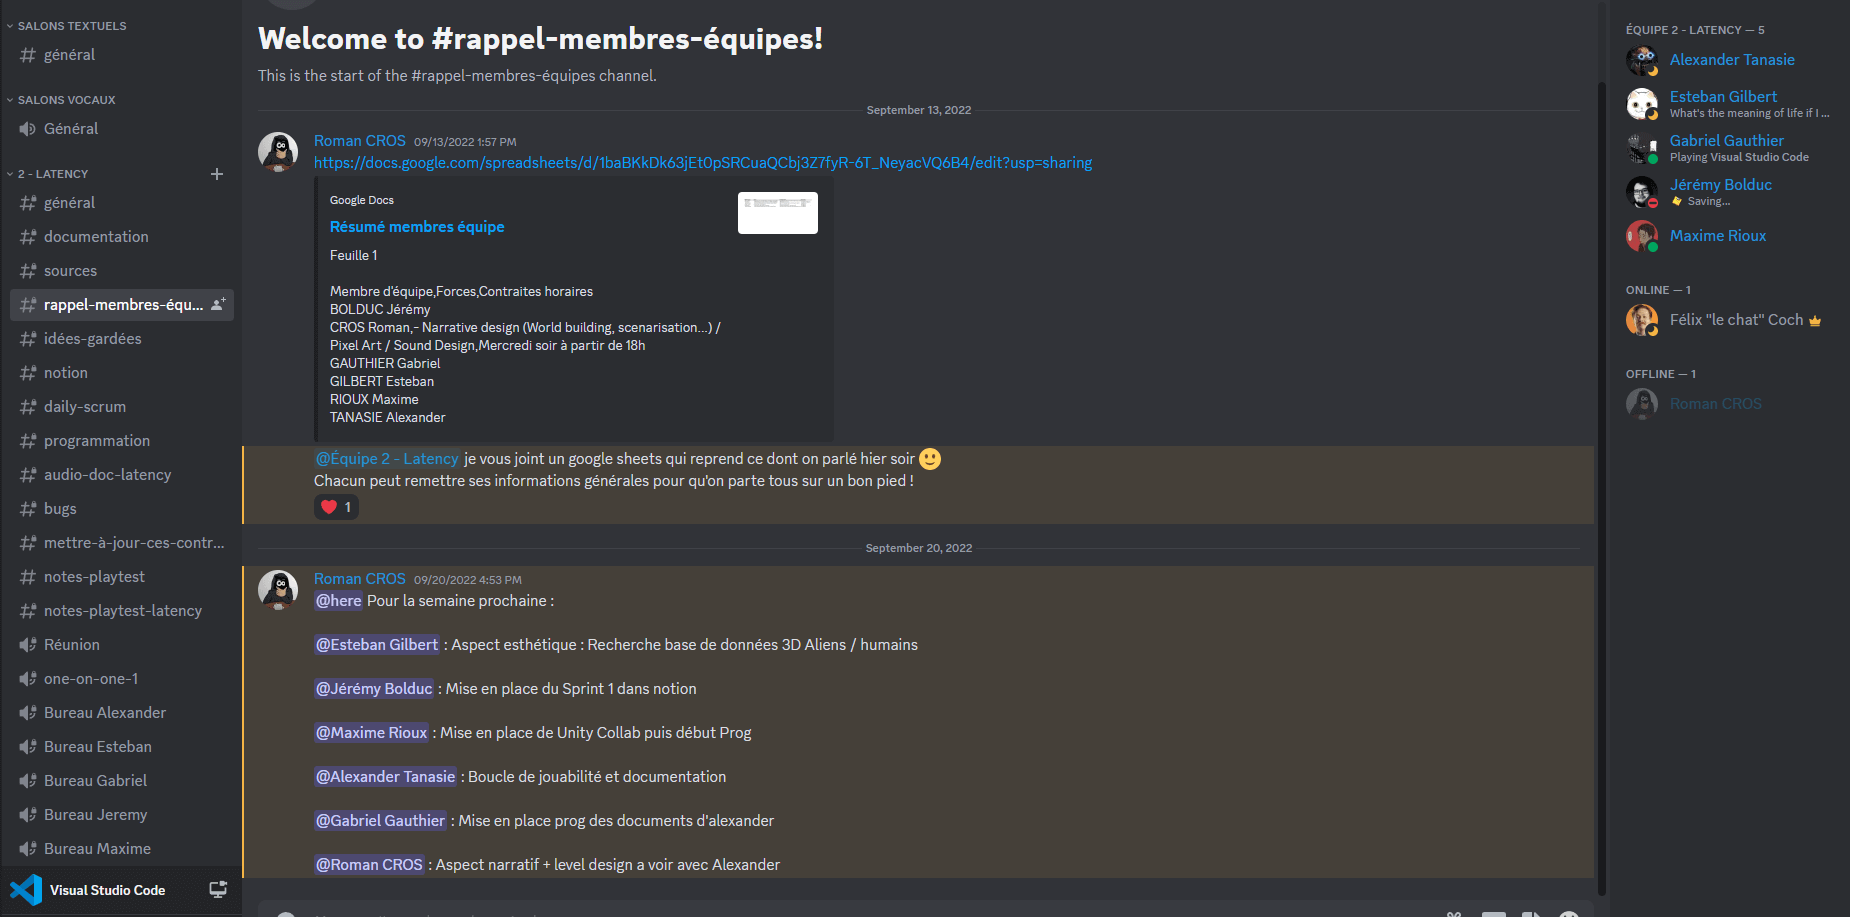 SALONS TEXTUELS
général
SALONS VOCAUX
Général
2 - LATENCY
général
documentation
sources
rappel-membres-équ...
idées-gardées
notion
daily-scrum
programmation
audio-doc-latency
bugs
mettre-à-jour-ces-contr...
notes-playtest
notes-playtest-latency
Réunion
one-on-one-1
Bureau Alexander
Bureau Esteban
Bureau Gabriel
Bureau Jeremy
Bureau Maxime
Visual Studio Code
Welcome to #rappel-membres-équipes!
This is the start of the #rappel-membres-équipes channel.
September 13, 2022
Roman CROS 09/13/2022 1:57 PM
https://docs.google.com/spreadsheets/d/1baBKkDk63jEt0pSRCuaQCbj3Z7fyR-6T_NeyacVQ6B4/edit?usp=sharing
Google Docs
Résumé membres équipe
Feuille 1
Membre d'équipe,Forces,Contraites horaires
BOLDUC Jérémy
CROS Roman,- Narrative design (World building, scenarisation...) /
Pixel Art / Sound Design,Mercredi soir à partir de 18h
GAUTHIER Gabriel
GILBERT Esteban
RIOUX Maxime
TANASIE Alexander
@Équipe 2 - Latency je vous joint un google sheets qui reprend ce dont on parlé hier soir 🙂
Chacun peut remettre ses informations générales pour qu'on parte tous sur un bon pied !
❤️ 1
September 20, 2022
Roman CROS 09/20/2022 4:53 PM
@here Pour la semaine prochaine :
@Esteban Gilbert : Aspect esthétique : Recherche base de données 3D Aliens / humains
@Jérémy Bolduc : Mise en place du Sprint 1 dans notion
@Maxime Rioux : Mise en place de Unity Collab puis début Prog
@Alexander Tanasie : Boucle de jouabilité et documentation
@Gabriel Gauthier : Mise en place prog des documents d'alexander
@Roman CROS : Aspect narratif + level design a voir avec Alexander
ÉQUIPE 2 - LATENCY — 5
Alexander Tanasie
Esteban Gilbert
What's the meaning of life if I ...
Gabriel Gauthier
Playing Visual Studio Code
Jérémy Bolduc
Saving...
Maxime Rioux
ONLINE — 1
Félix "le chat" Coch
OFFLINE — 1
Roman CROS